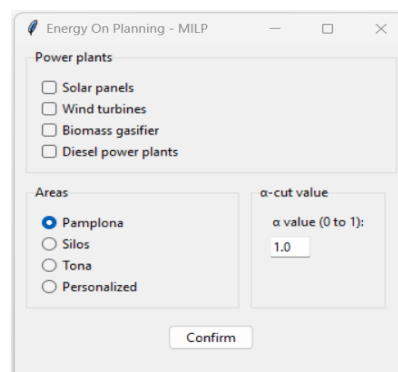 Energy On Planning - MILP
Power plants
Solar panels
Wind turbines
Biomass gasifier
Diesel power plants
Areas
Pamplona
Silos
Tona
Personalized
α-cut value
α value (0 to 1):
1.0
Confirm